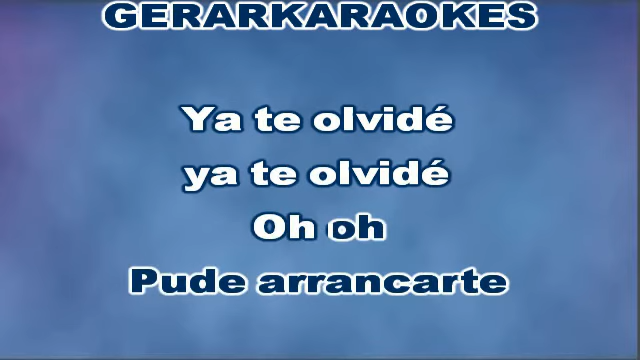 GERARKARAOKES
Ya te olvidé
ya te olvidé
Oh oh
Pude arrancarte